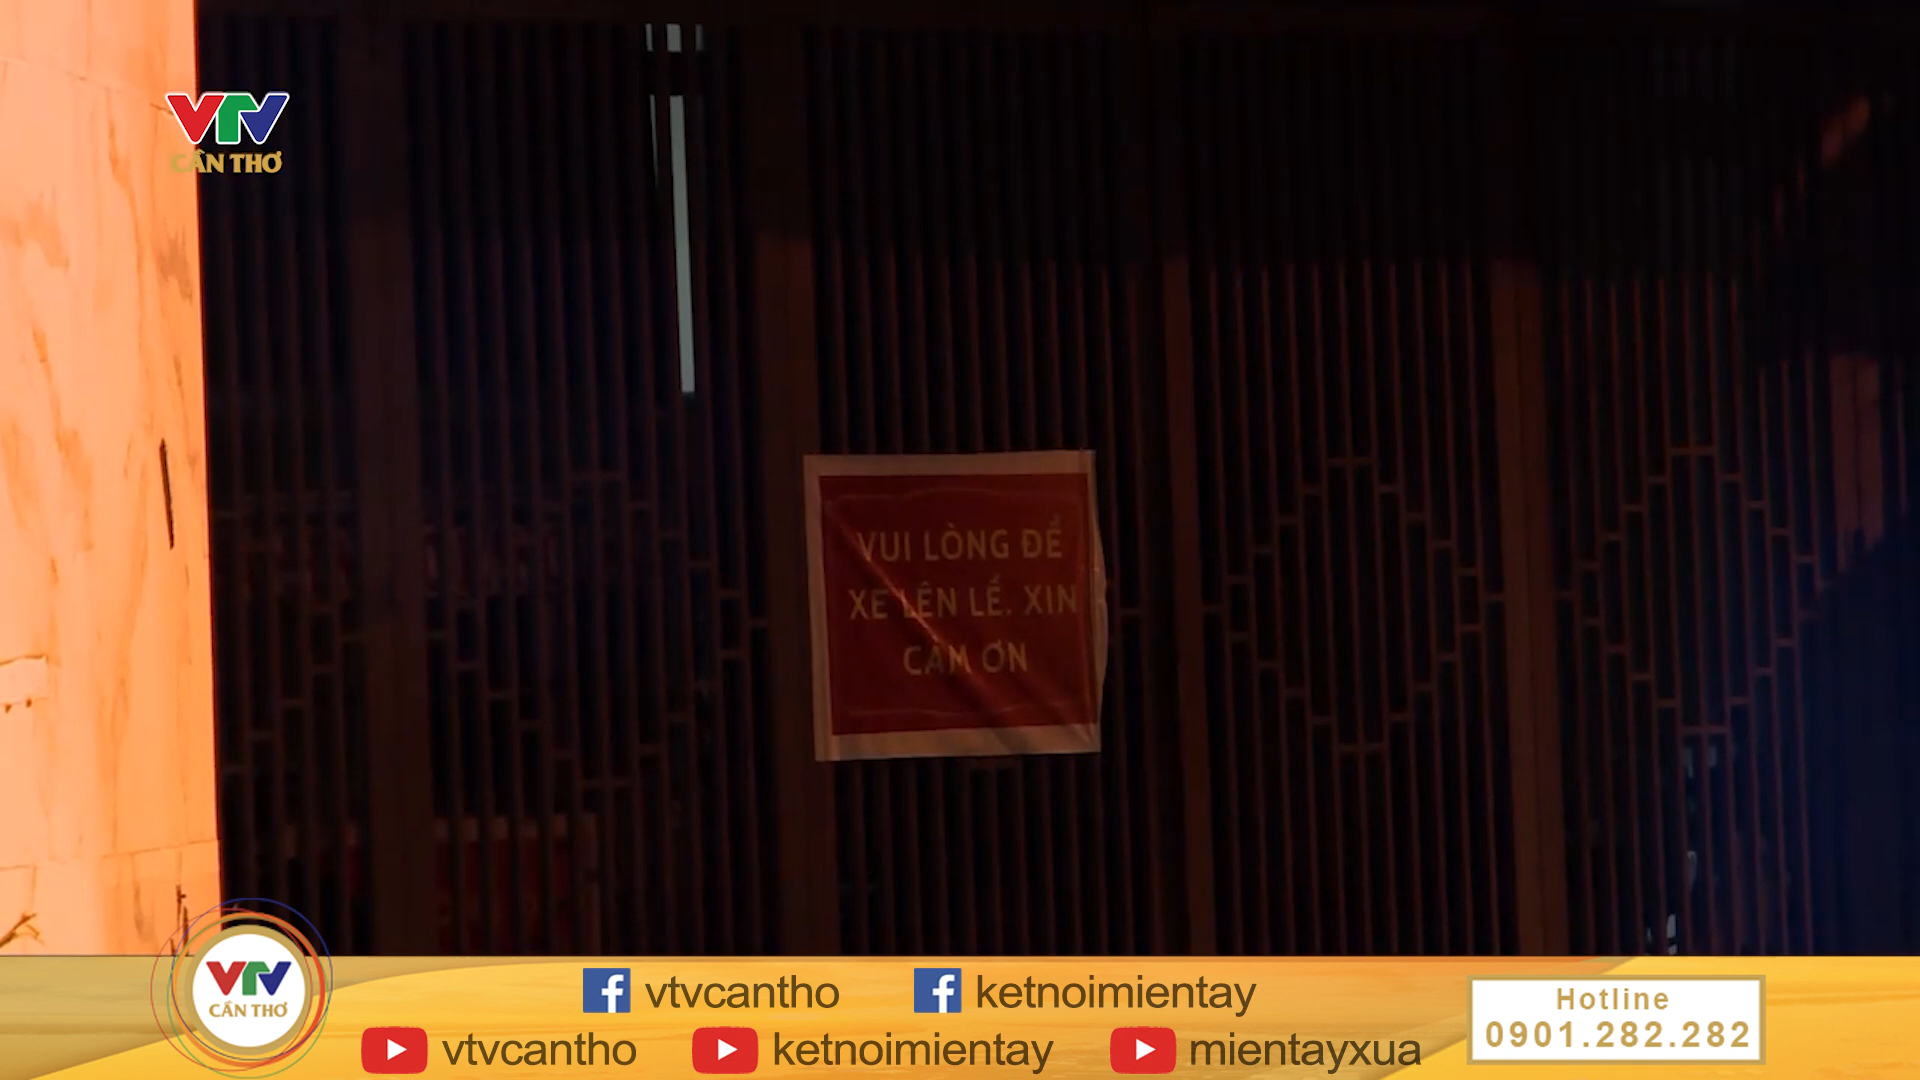 VTV
CẦN THƠ
VUI LÒNG ĐỂ
XE LÊN LỀ. XIN
CẢM ƠN
VTV
CẦN THƠ
vtvcantho
ketnoimientay
vtvcantho
ketnoimientay
mientayxua
Hotline
0901.282.282